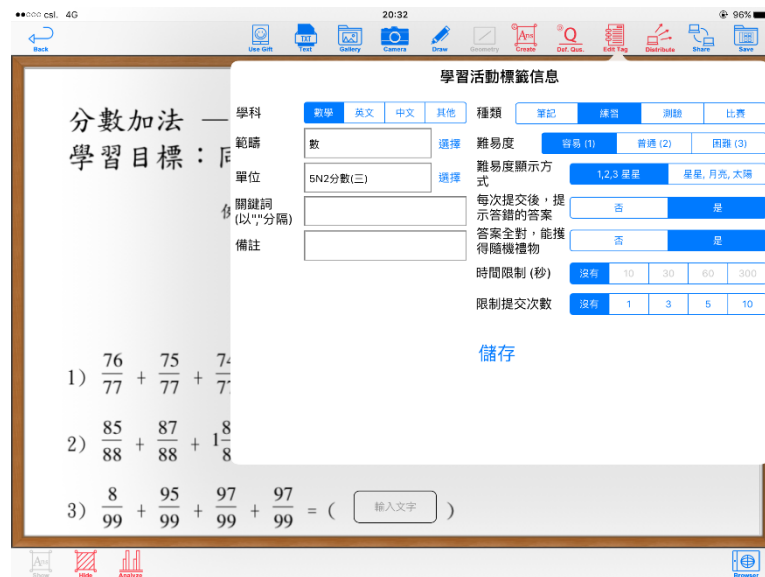 csl. 4G 20:32 96%
Back Use Gift Text Gallery Camera Draw Geometry Create Def. Qus. Edit Tag Distribute Share Save
學習活動標籤信息
分數加法 —
學習目標：
學科 數學 英文 中文 其他
範疇 數 選擇
單位 5N2分數(三) 選擇
關鍵詞
(以","分隔)
備註
種類 筆記 練習 測驗 比賽
難易度 容易 (1) 普通 (2) 困難 (3)
難易度顯示方
式 1,2,3 星星 星星, 月亮, 太陽
每次提交後，提
示答錯的答案 否 是
答案全對，能獲
得隨機禮物 否 是
時間限制 (秒) 沒有 10 30 60 300
限制提交次數 沒有 1 3 5 10
儲存
1) 76/77 + 75/77 +
2) 85/88 + 87/88 + 1
3) 8/99 + 95/99 + 97/99 + 97/99 = ( 輸入文字 )
Show Hide Analyze Browser